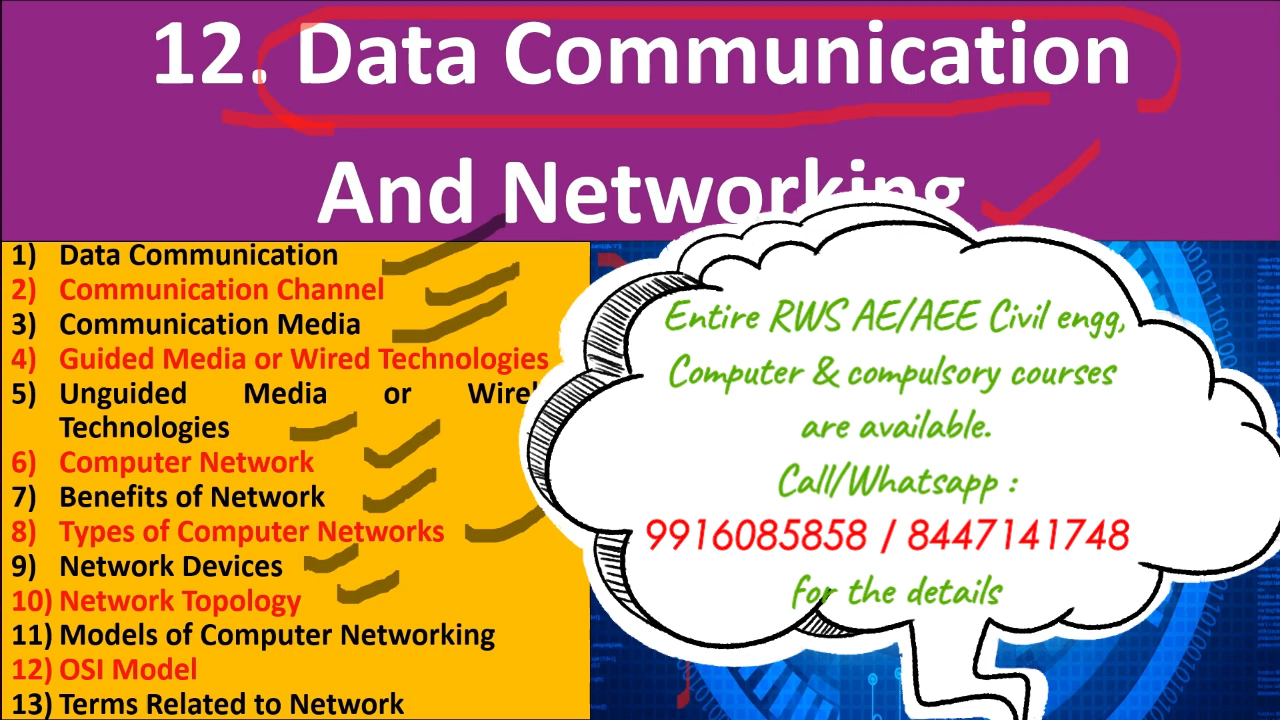 12. Data Communication
And Networking
1) Data Communication
2) Communication Channel
3) Communication Media
4) Guided Media or Wired Technologies
5) Unguided Media or
Technologies
6) Computer Network
7) Benefits of Network
8) Types of Computer Networks
9) Network Devices
10) Network Topology
11) Models of Computer Networking
12) OSI Model
13) Terms Related to Network
Entire RWS AE/AEE Civil engg,
Computer & compulsory courses
are available.
Call/Whatsapp :
9916085858 / 8447141748
for the details